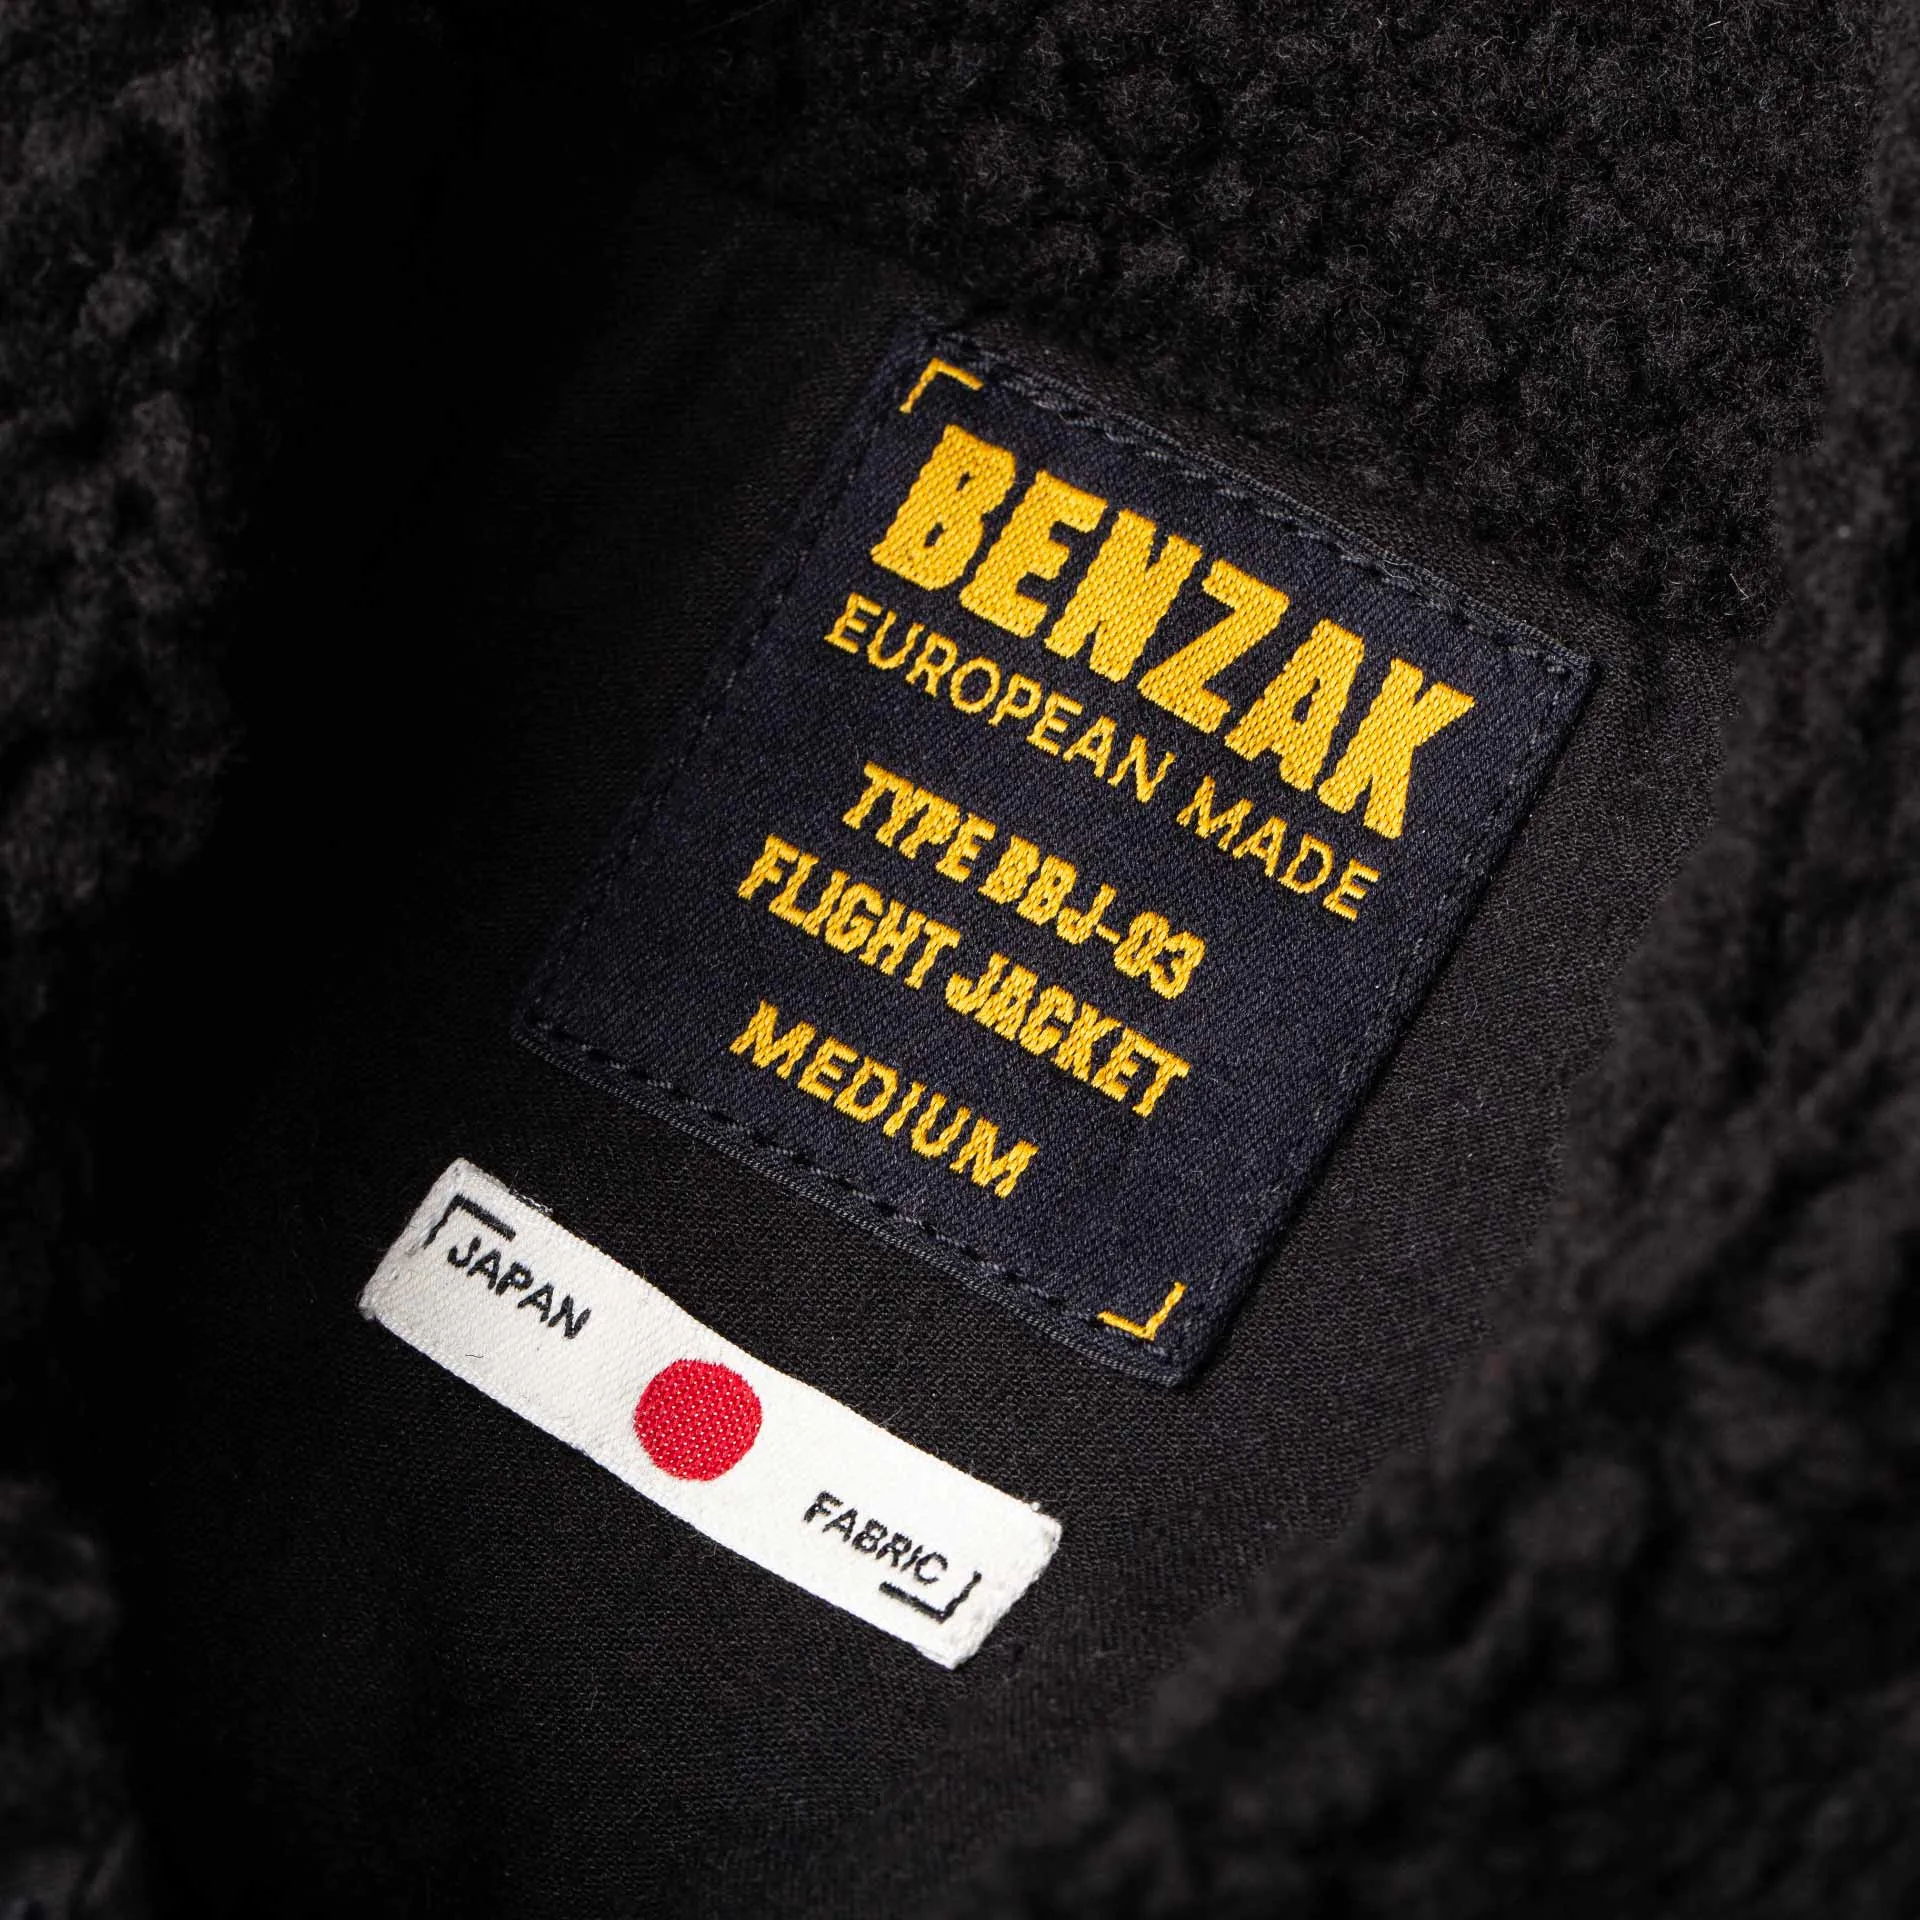 BENZAK
EUROPEAN MADE
TYPE BBJ-03
FLIGHT JACKET
MEDIUM
JAPAN
FABRIC